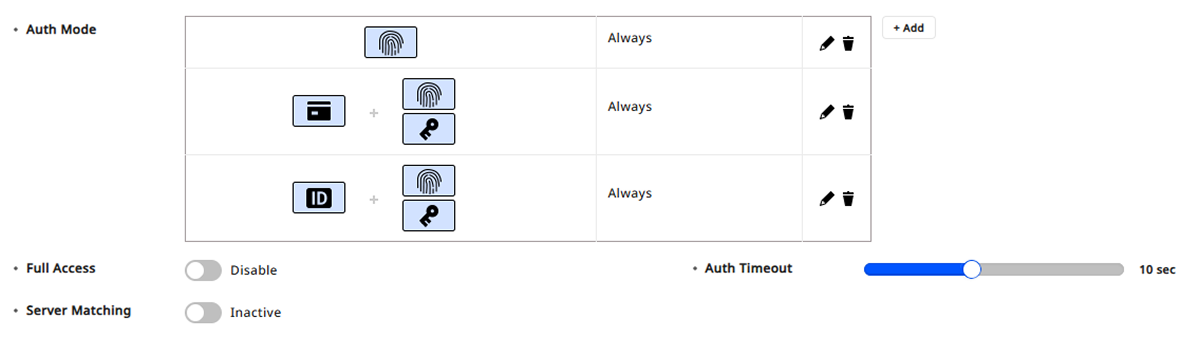 • Auth Mode
Always
+ Add
+
Always
ID +
Always
• Full Access
Disable
• Auth Timeout
10 sec
• Server Matching
Inactive